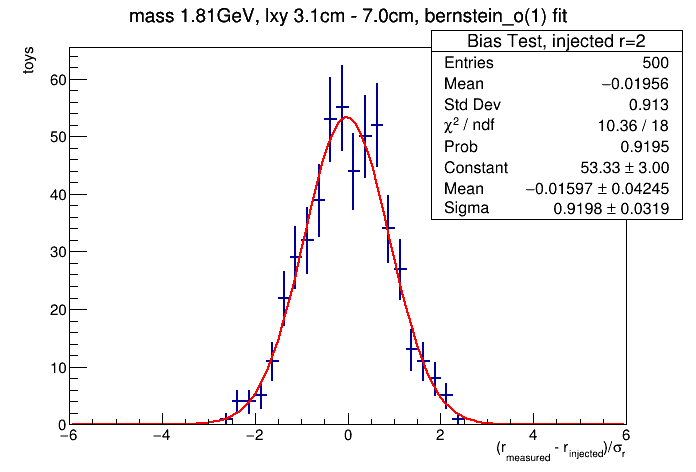 mass 1.81GeV, lxy 3.1cm - 7.0cm, bernstein_o(1) fit
Bias Test, injected r=2
Entries 500
Mean −0.01956
Std Dev 0.913
χ² / ndf 10.36 / 18
Prob 0.9195
Constant 53.33 ± 3.00
Mean −0.01597 ± 0.04245
Sigma 0.9198 ± 0.0319
toys
60
50
40
30
20
10
0
−6 −4 −2 0 2 4 6
(r_measured - r_injected)/σ_r